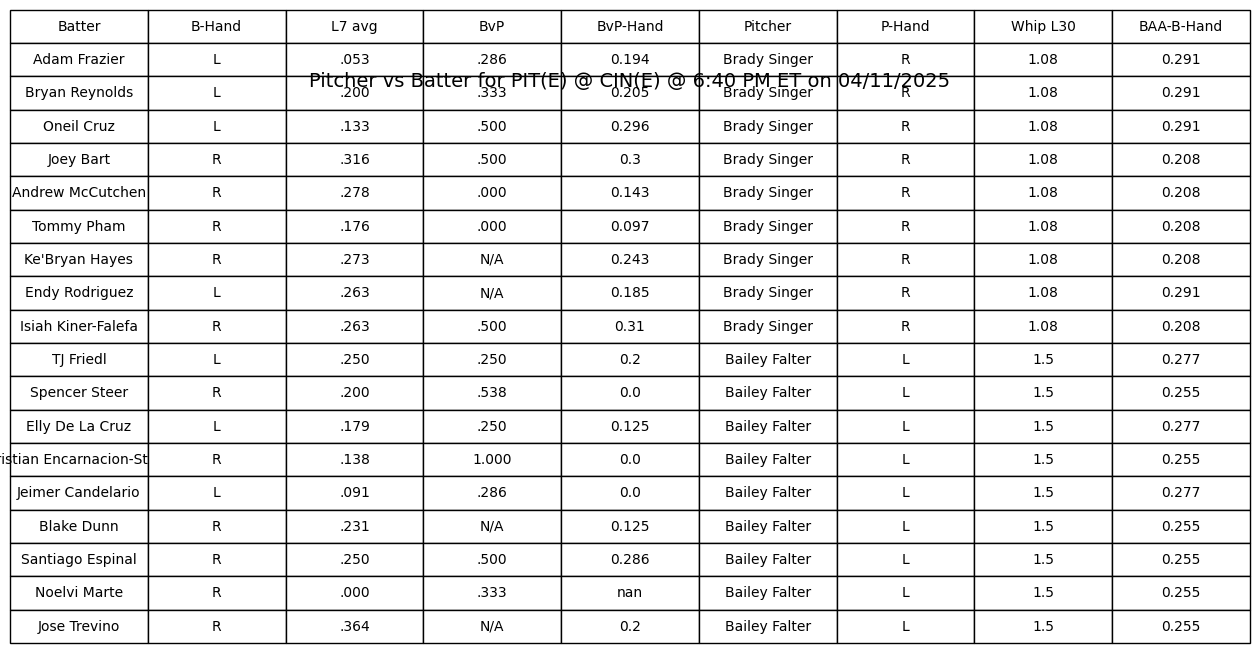 Batter B-Hand L7 avg BvP BvP-Hand Pitcher P-Hand Whip L30 BAA-B-Hand
Adam Frazier L .053 .286 0.194 Brady Singer R 1.08 0.291
Pitcher vs Batter for PIT(E) @ CIN(E) @ 6:40 PM ET on 04/11/2025
Bryan Reynolds L .200 .333 0.205 Brady Singer R 1.08 0.291
Oneil Cruz L .133 .500 0.296 Brady Singer R 1.08 0.291
Joey Bart R .316 .500 0.3 Brady Singer R 1.08 0.208
Andrew McCutchen R .278 .000 0.143 Brady Singer R 1.08 0.208
Tommy Pham R .176 .000 0.097 Brady Singer R 1.08 0.208
Ke'Bryan Hayes R .273 N/A 0.243 Brady Singer R 1.08 0.208
Endy Rodriguez L .263 N/A 0.185 Brady Singer R 1.08 0.291
Isiah Kiner-Falefa R .263 .500 0.31 Brady Singer R 1.08 0.208
TJ Friedl L .250 .250 0.2 Bailey Falter L 1.5 0.277
Spencer Steer R .200 .538 0.0 Bailey Falter L 1.5 0.255
Elly De La Cruz L .179 .250 0.125 Bailey Falter L 1.5 0.277
istian Encarnacion-St R .138 1.000 0.0 Bailey Falter L 1.5 0.255
Jeimer Candelario L .091 .286 0.0 Bailey Falter L 1.5 0.277
Blake Dunn R .231 N/A 0.125 Bailey Falter L 1.5 0.255
Santiago Espinal R .250 .500 0.286 Bailey Falter L 1.5 0.255
Noelvi Marte R .000 .333 nan Bailey Falter L 1.5 0.255
Jose Trevino R .364 N/A 0.2 Bailey Falter L 1.5 0.255